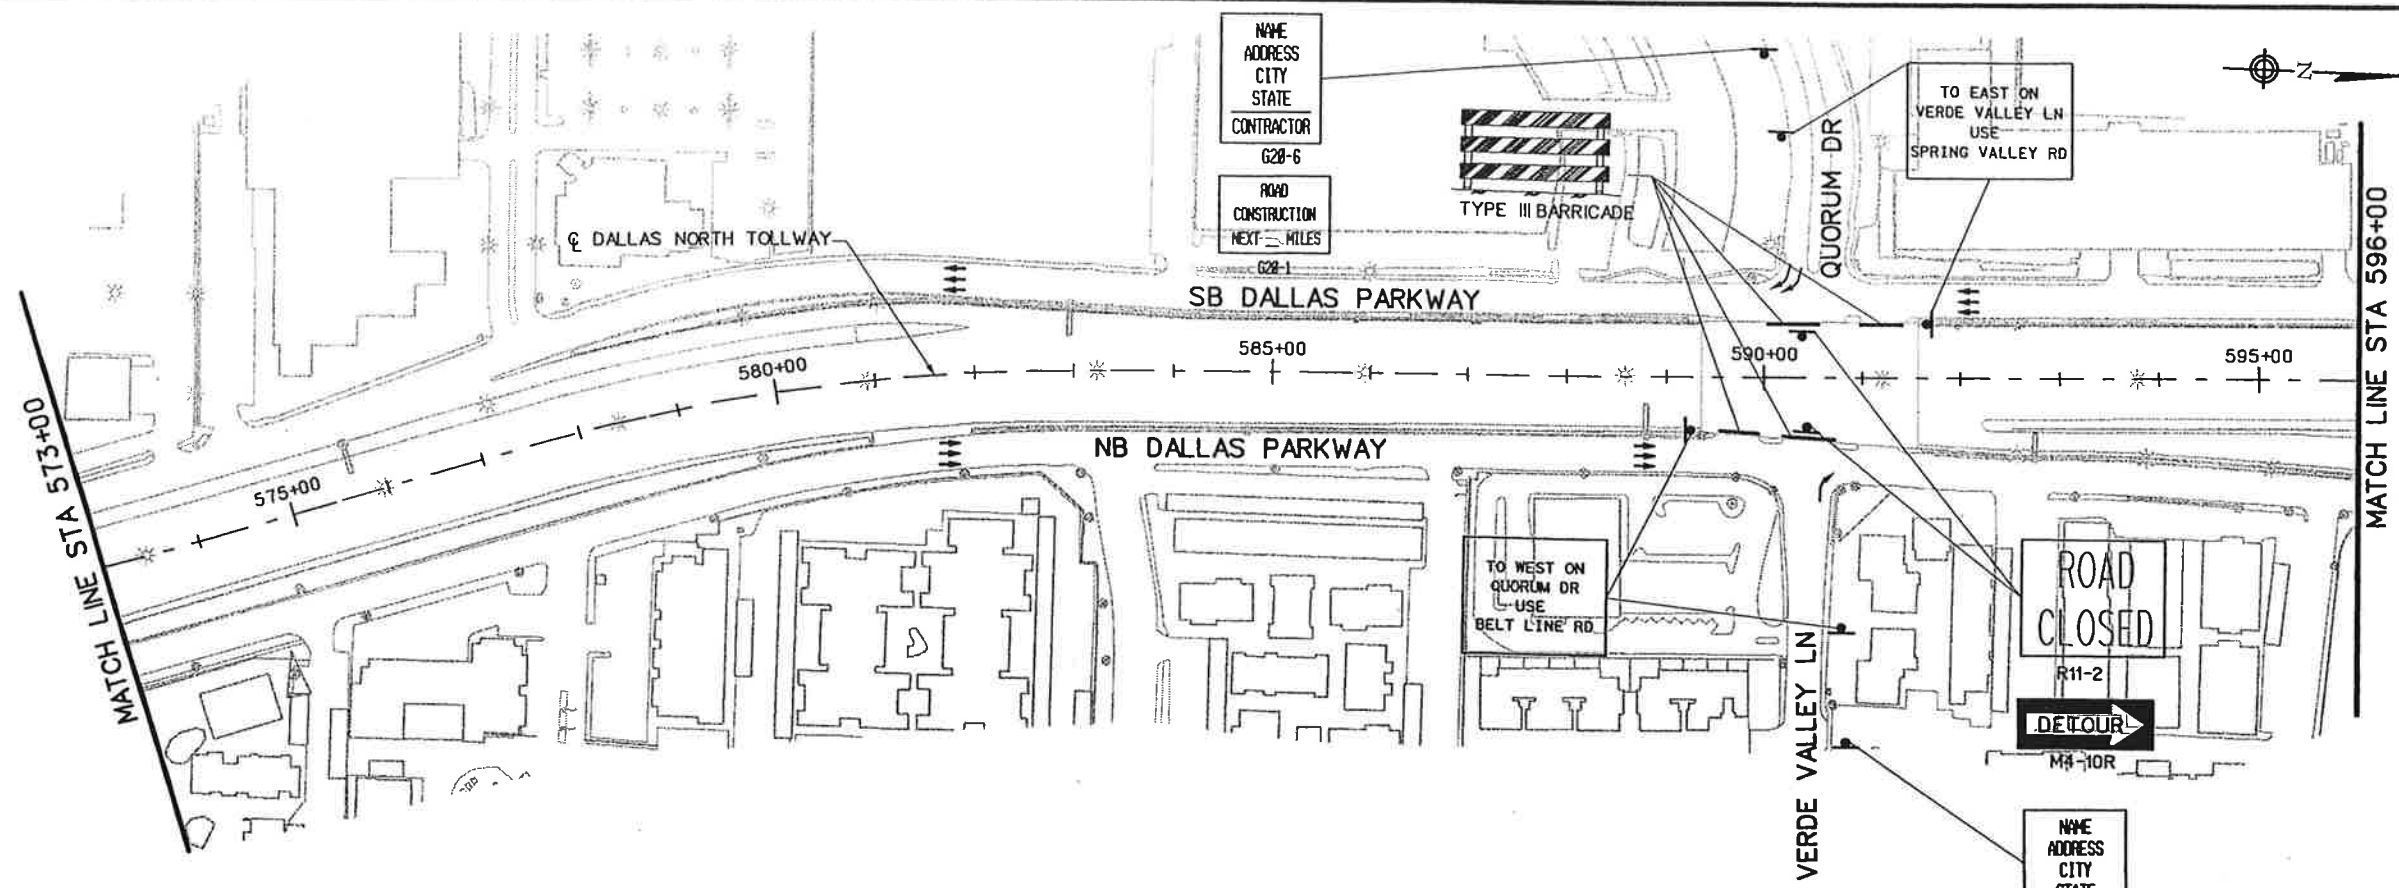 NAME
ADDRESS
CITY
STATE
CONTRACTOR
G20-6
ROAD
CONSTRUCTION
NEXT __ MILES
G20-1
TYPE III BARRICADE
QUORUM DR
TO EAST ON
VERDE VALLEY LN
USE
SPRING VALLEY RD
Z
℄ DALLAS NORTH TOLLWAY
SB DALLAS PARKWAY
MATCH LINE STA 596+00
575+00
580+00
585+00
590+00
595+00
NB DALLAS PARKWAY
MATCH LINE STA 573+00
TO WEST ON
QUORUM DR
USE
BELT LINE RD
VERDE VALLEY LN
ROAD
CLOSED
R11-2
DETOUR
M4-10R
NAME
ADDRESS
CITY
STATE